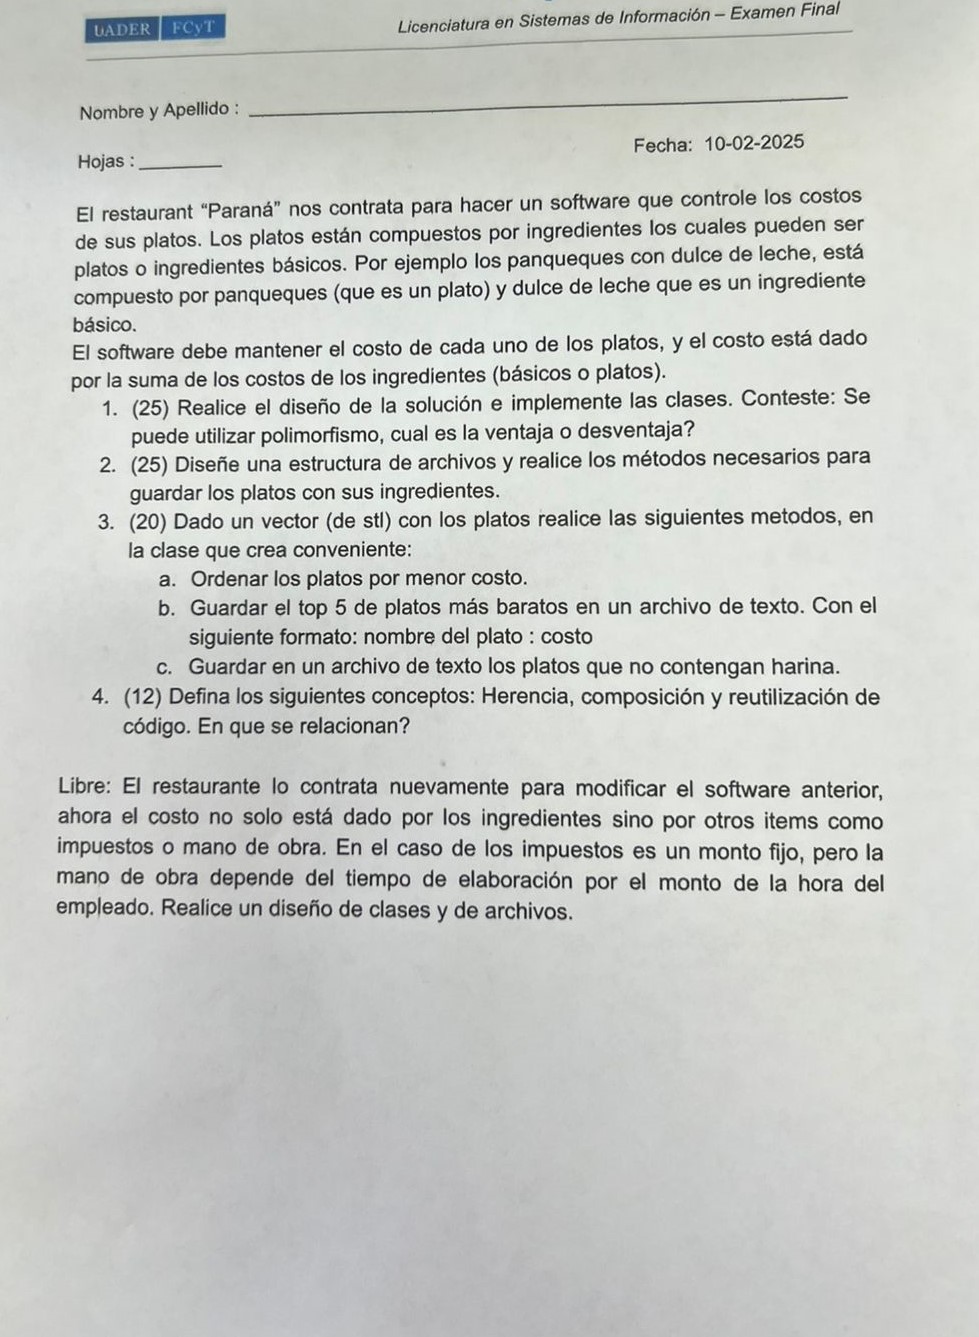 UADER FCyT
Licenciatura en Sistemas de Información – Examen Final
Nombre y Apellido :
Fecha: 10-02-2025
Hojas :
El restaurant “Paraná” nos contrata para hacer un software que controle los costos
de sus platos. Los platos están compuestos por ingredientes los cuales pueden ser
platos o ingredientes básicos. Por ejemplo los panqueques con dulce de leche, está
compuesto por panqueques (que es un plato) y dulce de leche que es un ingrediente
básico.
El software debe mantener el costo de cada uno de los platos, y el costo está dado
por la suma de los costos de los ingredientes (básicos o platos).
1. (25) Realice el diseño de la solución e implemente las clases. Conteste: Se
puede utilizar polimorfismo, cual es la ventaja o desventaja?
2. (25) Diseñe una estructura de archivos y realice los métodos necesarios para
guardar los platos con sus ingredientes.
3. (20) Dado un vector (de stl) con los platos realice las siguientes metodos, en
la clase que crea conveniente:
a. Ordenar los platos por menor costo.
b. Guardar el top 5 de platos más baratos en un archivo de texto. Con el
siguiente formato: nombre del plato : costo
c. Guardar en un archivo de texto los platos que no contengan harina.
4. (12) Defina los siguientes conceptos: Herencia, composición y reutilización de
código. En que se relacionan?
Libre: El restaurante lo contrata nuevamente para modificar el software anterior,
ahora el costo no solo está dado por los ingredientes sino por otros items como
impuestos o mano de obra. En el caso de los impuestos es un monto fijo, pero la
mano de obra depende del tiempo de elaboración por el monto de la hora del
empleado. Realice un diseño de clases y de archivos.